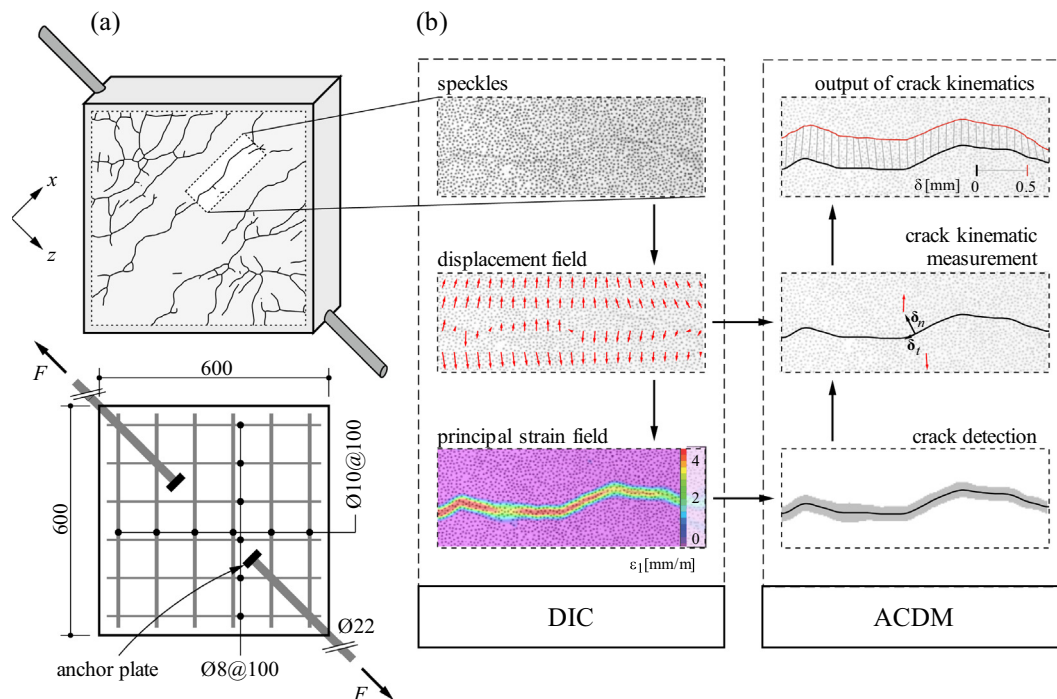 (a)
x
z
F
600
600
Ø10@100
Ø22
anchor plate
Ø8@100
F
(b)
speckles
displacement field
principal strain field
4
2
0
ε1[mm/m]
DIC
output of crack kinematics
δ [mm]
0
0.5
crack kinematic
measurement
δn
δt
crack detection
ACDM